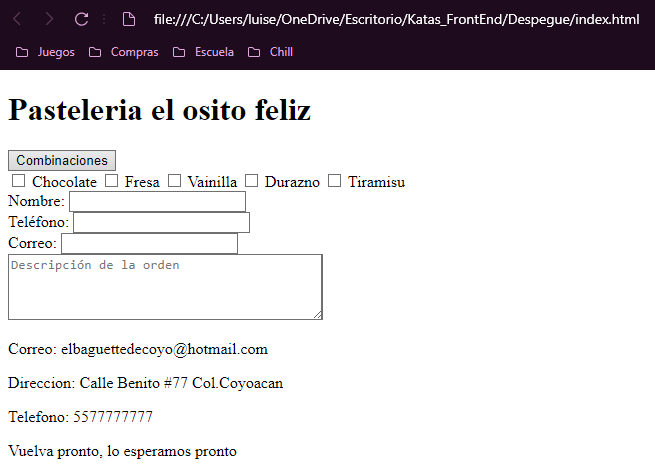 file:///C:/Users/luise/OneDrive/Escritorio/Katas_FrontEnd/Despegue/index.html
Juegos Compras Escuela Chill
Pasteleria el osito feliz
Combinaciones
Chocolate Fresa Vainilla Durazno Tiramisu
Nombre:
Teléfono:
Correo:
Descripción de la orden
Correo: elbaguettedecoyo@hotmail.com
Direccion: Calle Benito #77 Col.Coyoacan
Telefono: 5577777777
Vuelva pronto, lo esperamos pronto